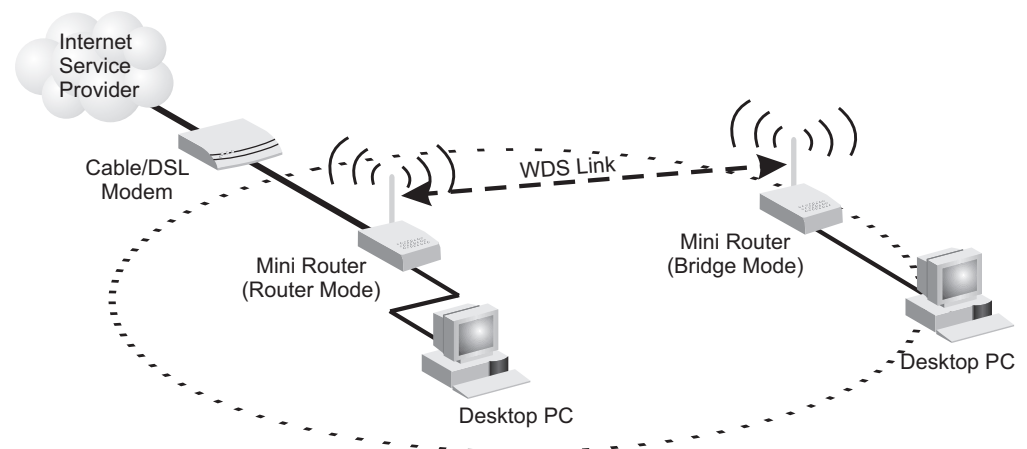 Internet
Service
Provider
Cable/DSL
Modem
WDS Link
Mini Router
(Router Mode)
Mini Router
(Bridge Mode)
Desktop PC
Desktop PC